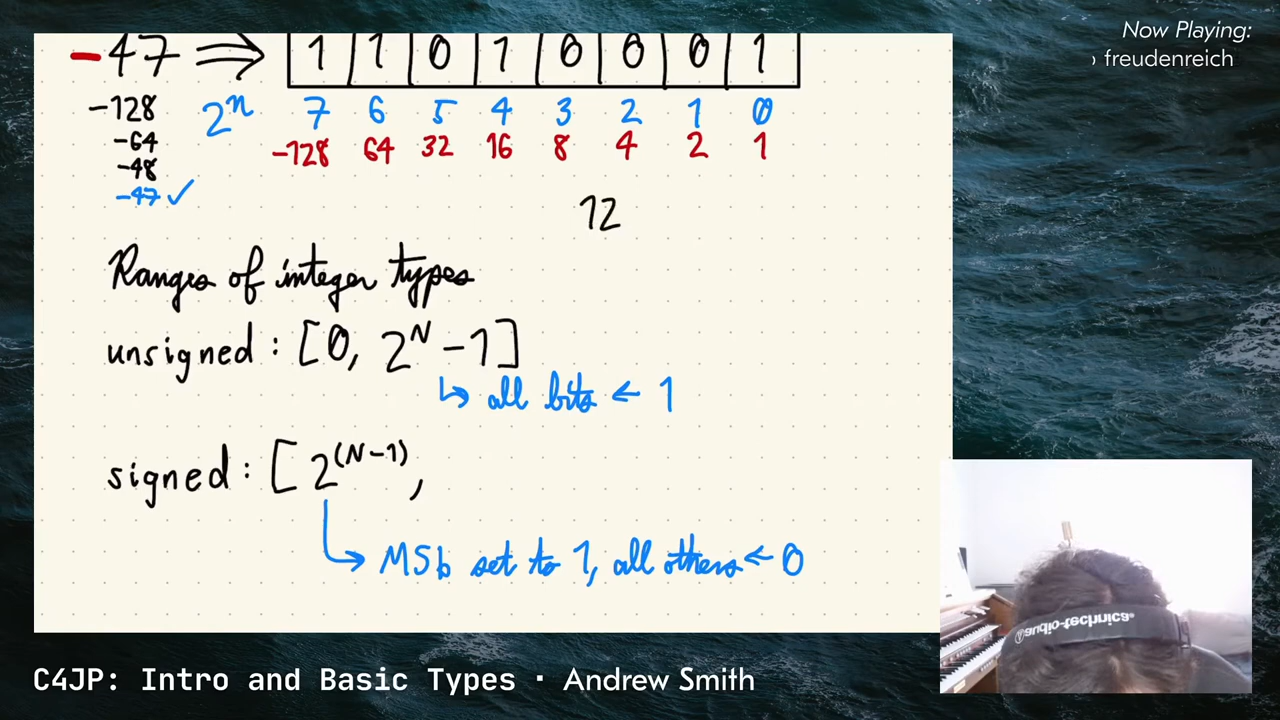 Now Playing:
freudenreich
-47 ⇒ 1 1 0 1 0 0 0 1
-128 2ⁿ 7 6 5 4 3 2 1 0
-64 -128 64 32 16 8 4 2 1
-48
-47 ✓
12
Ranges of integer types
unsigned: [0, 2ᴺ -1]
↳ all bits ← 1
signed: [ 2⁽ᴺ⁻¹⁾,
↳ MSb set to 1, all others ← 0
audio-technica
C4JP: Intro and Basic Types · Andrew Smith